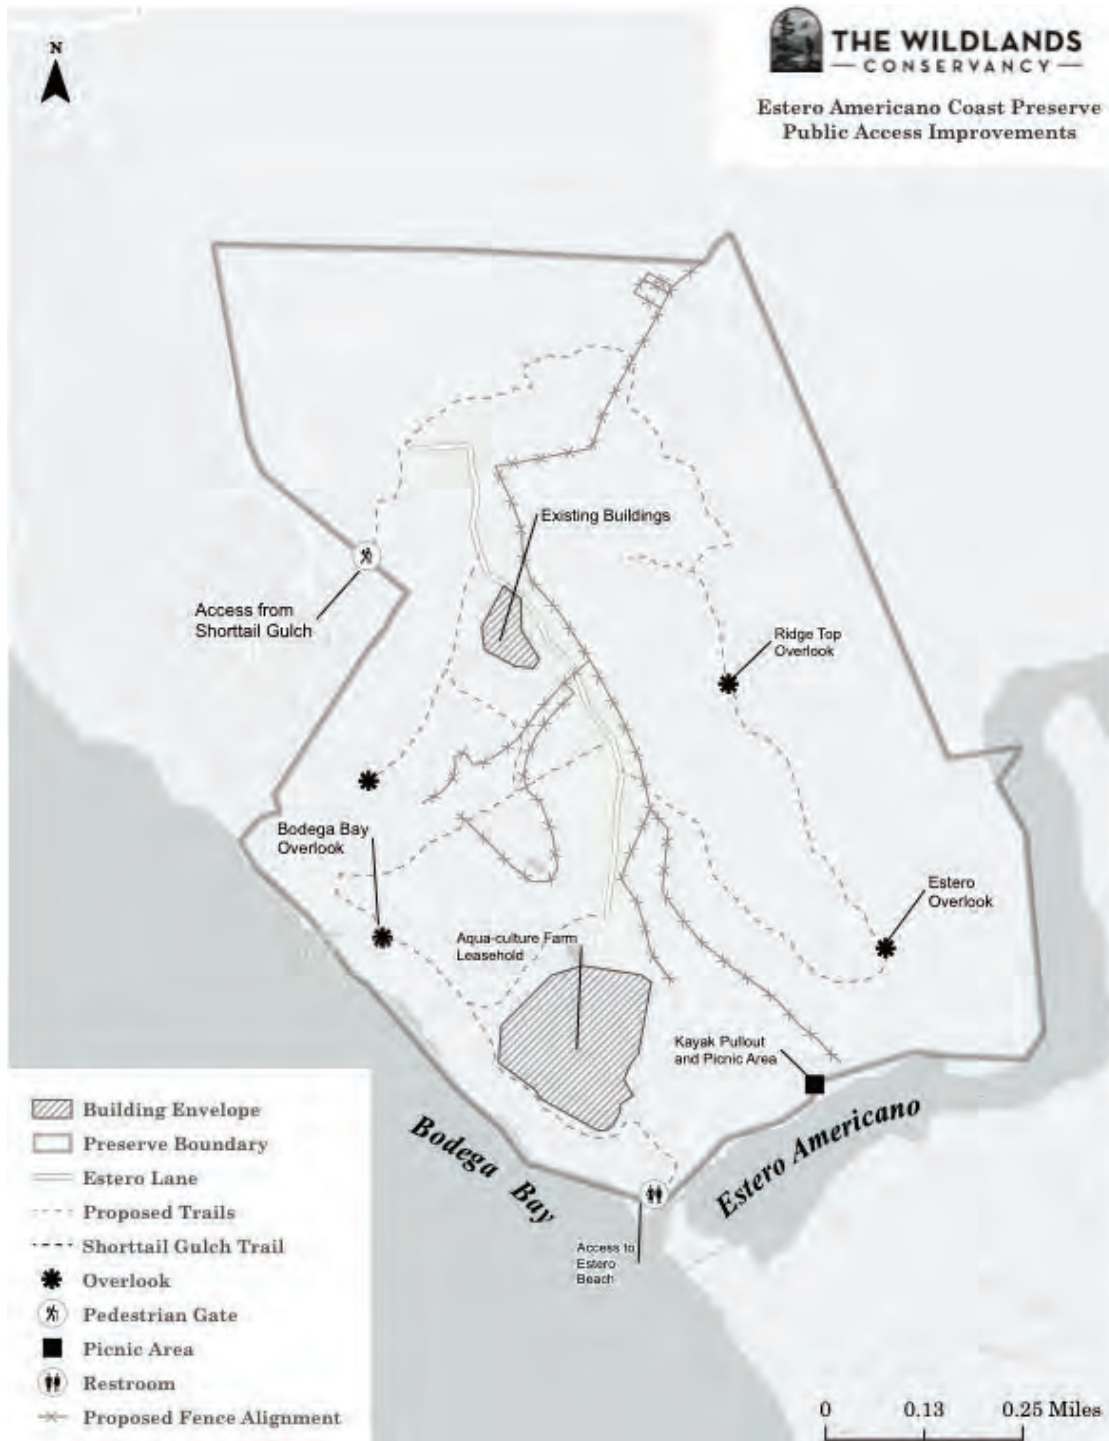 N
THE WILDLANDS
CONSERVANCY
Estero Americano Coast Preserve
Public Access Improvements
Existing Buildings
Access from
Shorttail Gulch
Ridge Top
Overlook
Bodega Bay
Overlook
Estero
Overlook
Aqua-culture Farm
Leasehold
Kayak Pullout
and Picnic Area
Bodega Bay
Estero Americano
Access to
Estero
Beach
Building Envelope
Preserve Boundary
Estero Lane
Proposed Trails
Shorttail Gulch Trail
Overlook
Pedestrian Gate
Picnic Area
Restroom
Proposed Fence Alignment
0 0.13 0.25 Miles